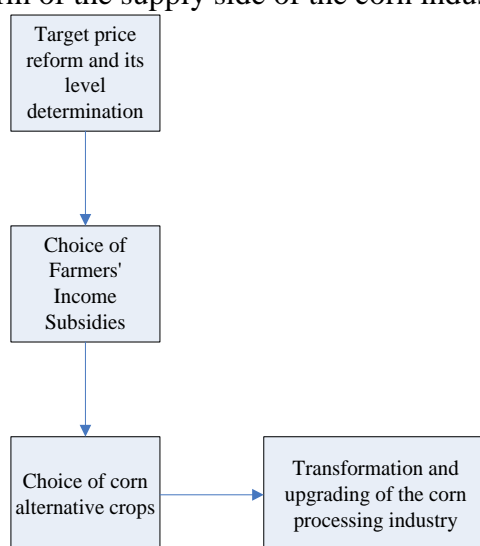 rm of the supply side of the corn indus
Target price
reform and its
level
determination
Choice of
Farmers'
Income
Subsidies
Choice of corn
alternative crops
Transformation and
upgrading of the corn
processing industry